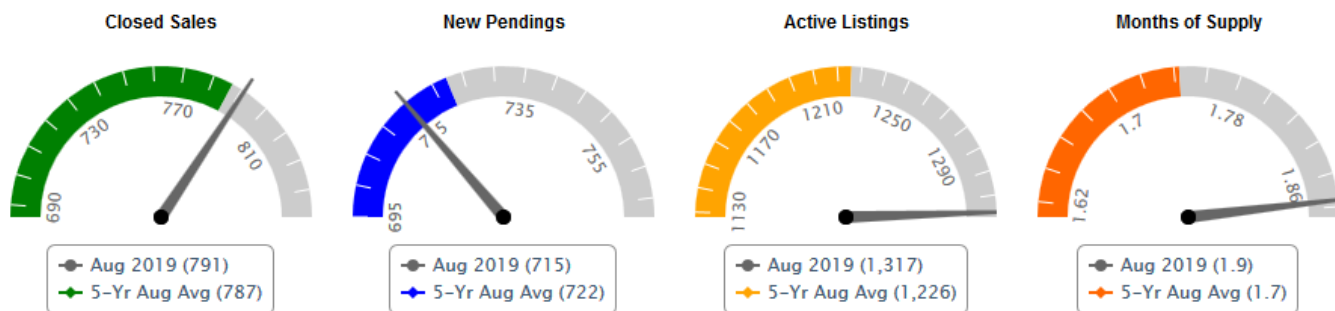 Closed Sales
690
730
770
810
Aug 2019 (791)
5-Yr Aug Avg (787)
New Pendings
695
735
755
Aug 2019 (715)
5-Yr Aug Avg (722)
Active Listings
1130
1170
1210
1250
1290
Aug 2019 (1,317)
5-Yr Aug Avg (1,226)
Months of Supply
1.62
1.7
1.78
1.86
Aug 2019 (1.9)
5-Yr Aug Avg (1.7)